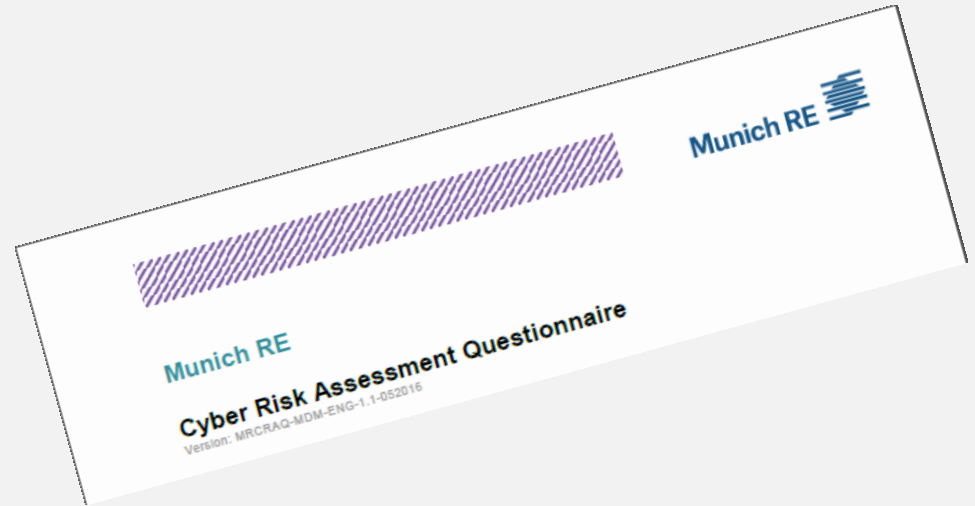 Munich RE
Munich RE
Cyber Risk Assessment Questionnaire
Version: MRCRAQ-MDM-ENG-1.1-052016